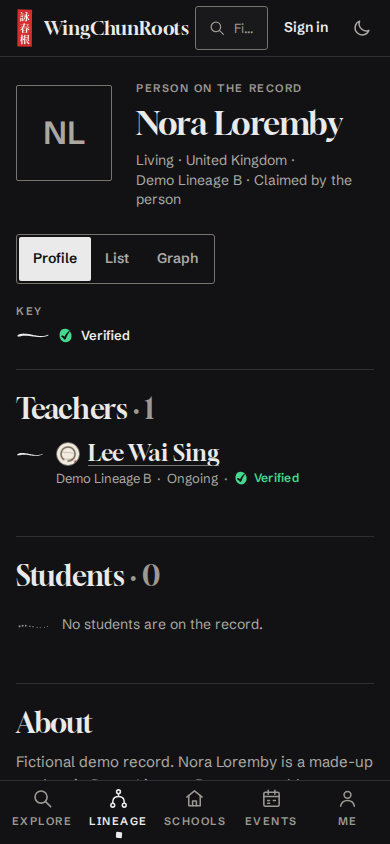 詠春根
WingChunRoots
Fi...
Sign in
PERSON ON THE RECORD
NL
Nora Loremby
Living · United Kingdom ·
Demo Lineage B · Claimed by the
person
Profile
List
Graph
KEY
Verified
Teachers · 1
Lee Wai Sing
Demo Lineage B · Ongoing · Verified
Students · 0
No students are on the record.
About
Fictional demo record. Nora Loremby is a made-up
EXPLORE
LINEAGE
SCHOOLS
EVENTS
ME